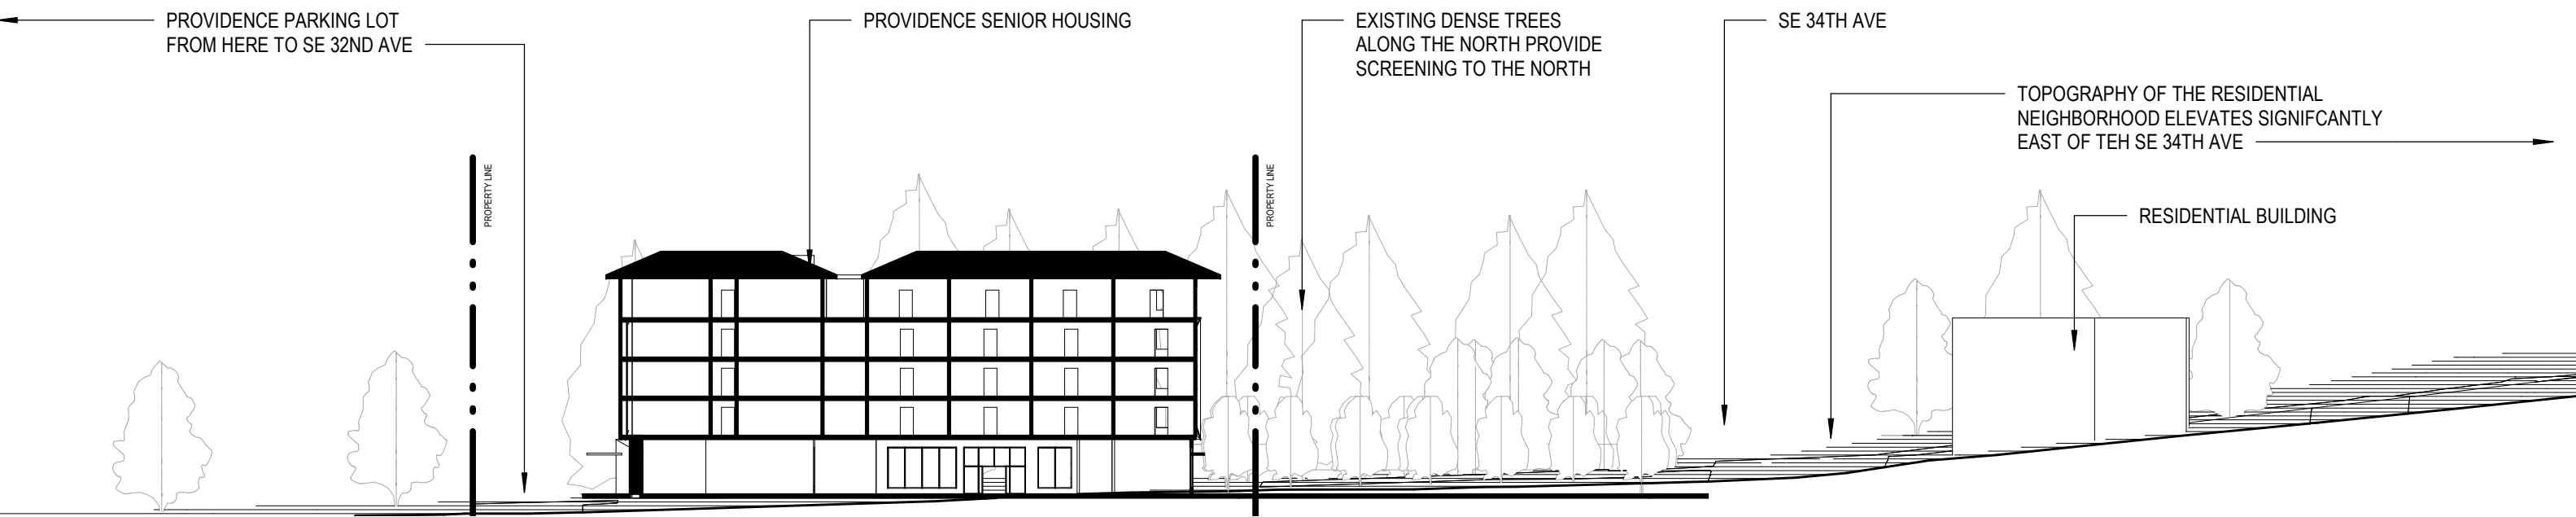 PROVIDENCE PARKING LOT
FROM HERE TO SE 32ND AVE
PROVIDENCE SENIOR HOUSING
EXISTING DENSE TREES
ALONG THE NORTH PROVIDE
SCREENING TO THE NORTH
SE 34TH AVE
TOPOGRAPHY OF THE RESIDENTIAL
NEIGHBORHOOD ELEVATES SIGNIFCANTLY
EAST OF TEH SE 34TH AVE
RESIDENTIAL BUILDING
PROPERTY LINE
PROPERTY LINE